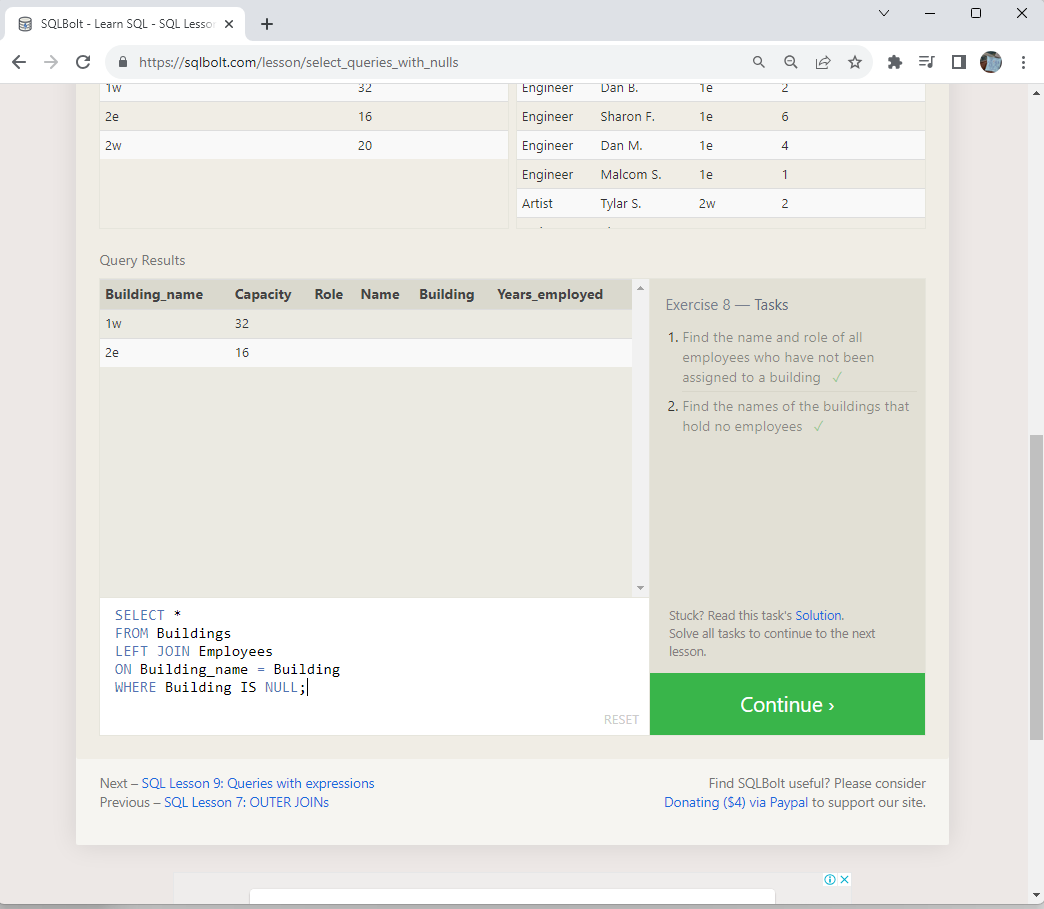 SQLBolt - Learn SQL - SQL Lesson
https://sqlbolt.com/lesson/select_queries_with_nulls
1w 32
2e 16
2w 20
Engineer Dan B. 1e 2
Engineer Sharon F. 1e 6
Engineer Dan M. 1e 4
Engineer Malcom S. 1e 1
Artist Tylar S. 2w 2
Query Results
Building_name Capacity Role Name Building Years_employed
1w 32
2e 16
Exercise 8 — Tasks
1. Find the name and role of all
employees who have not been
assigned to a building ✓
2. Find the names of the buildings that
hold no employees ✓
SELECT *
FROM Buildings
LEFT JOIN Employees
ON Building_name = Building
WHERE Building IS NULL;
RESET
Stuck? Read this task's Solution.
Solve all tasks to continue to the next
lesson.
Continue ›
Next – SQL Lesson 9: Queries with expressions
Previous – SQL Lesson 7: OUTER JOINs
Find SQLBolt useful? Please consider
Donating ($4) via Paypal to support our site.